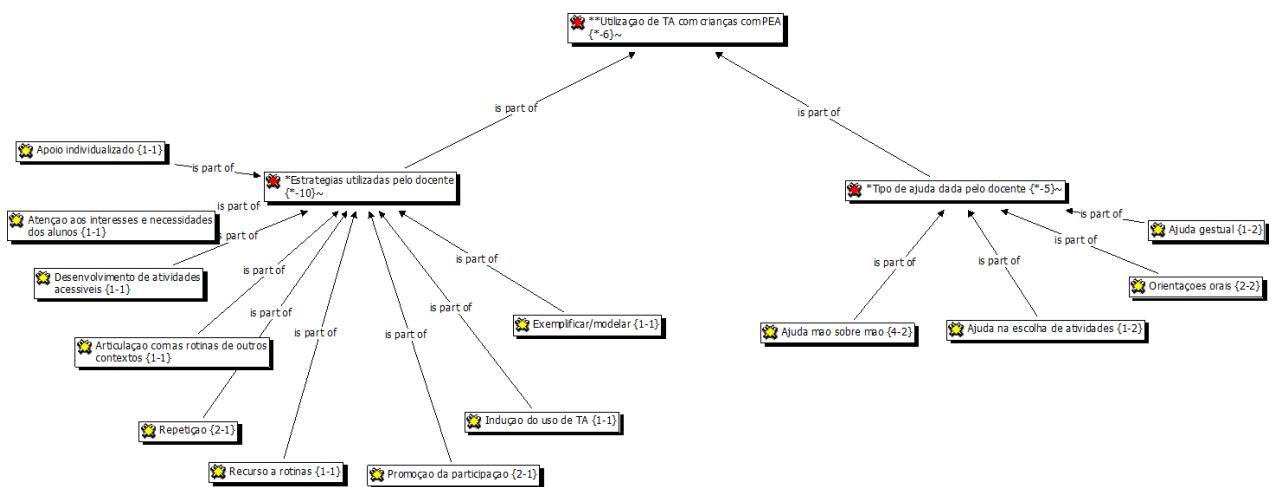 **Utilizaçao de TA com crianças com PEA
{*-6}~
is part of
is part of
Apoio individualizado {1-1}
is part of
*Estrategias utilizadas pelo docente
{*-10}~
*Tipo de ajuda dada pelo docente {*-5}~
is part of
Atençao aos interesses e necessidades
dos alunos {1-1}
is part of
is part of
Ajuda gestual {1-2}
is part of
Desenvolvimento de atividades
acessiveis {1-1}
is part of
is part of
is part of
is part of
Orientaçoes orais {2-2}
is part of
is part of
is part of
Exemplificar/modelar {1-1}
Ajuda mao sobre mao {4-2}
Ajuda na escolha de atividades {1-2}
is part of
is part of
Articulaçao com as rotinas de outros
contextos {1-1}
Induçao do uso de TA {1-1}
Repetiçao {2-1}
Recurso a rotinas {1-1}
Promoçao da participaçao {2-1}